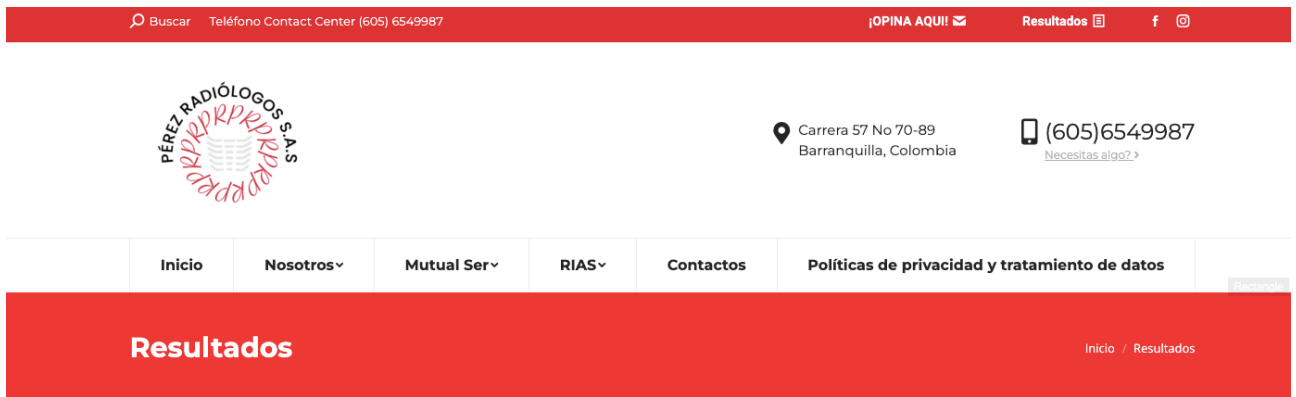 Buscar Teléfono Contact Center (605) 6549987 ¡OPINA AQUI! Resultados
PÉREZ RADIÓLOGOS S.A.S
RPRPRPRPRPRPRPRP
Carrera 57 No 70-89
Barranquilla, Colombia
(605)6549987
Necesitas algo?
Inicio Nosotros Mutual Ser RIAS Contactos Políticas de privacidad y tratamiento de datos
Rectangle
Resultados
Inicio / Resultados